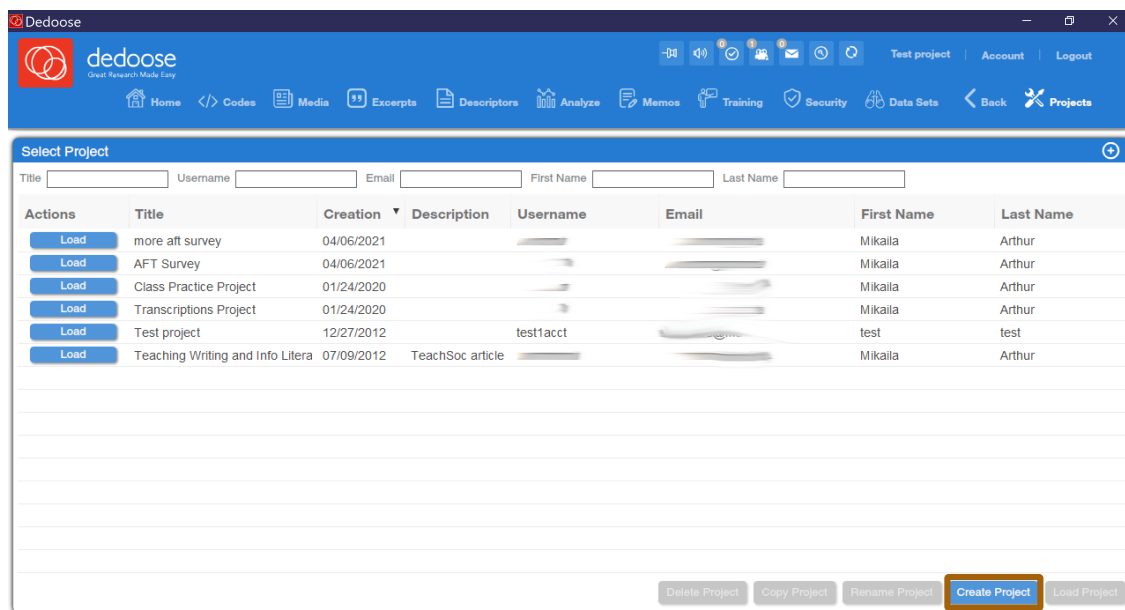 Dedoose
dedoose
Great Research Made Easy
0 1 0 Test project | Account | Logout
Home </> Codes Media Excerpts Descriptors Analyze Memos Training Security Data Sets Back Projects
Select Project
Title Username Email First Name Last Name
Actions Title Creation ▼ Description Username Email First Name Last Name
Load more aft survey 04/06/2021 Mikaila Arthur
Load AFT Survey 04/06/2021 Mikaila Arthur
Load Class Practice Project 01/24/2020 Mikaila Arthur
Load Transcriptions Project 01/24/2020 Mikaila Arthur
Load Test project 12/27/2012 test1acct test test
Load Teaching Writing and Info Litera 07/09/2012 TeachSoc article Mikaila Arthur
Delete Project Copy Project Rename Project Create Project Load Project